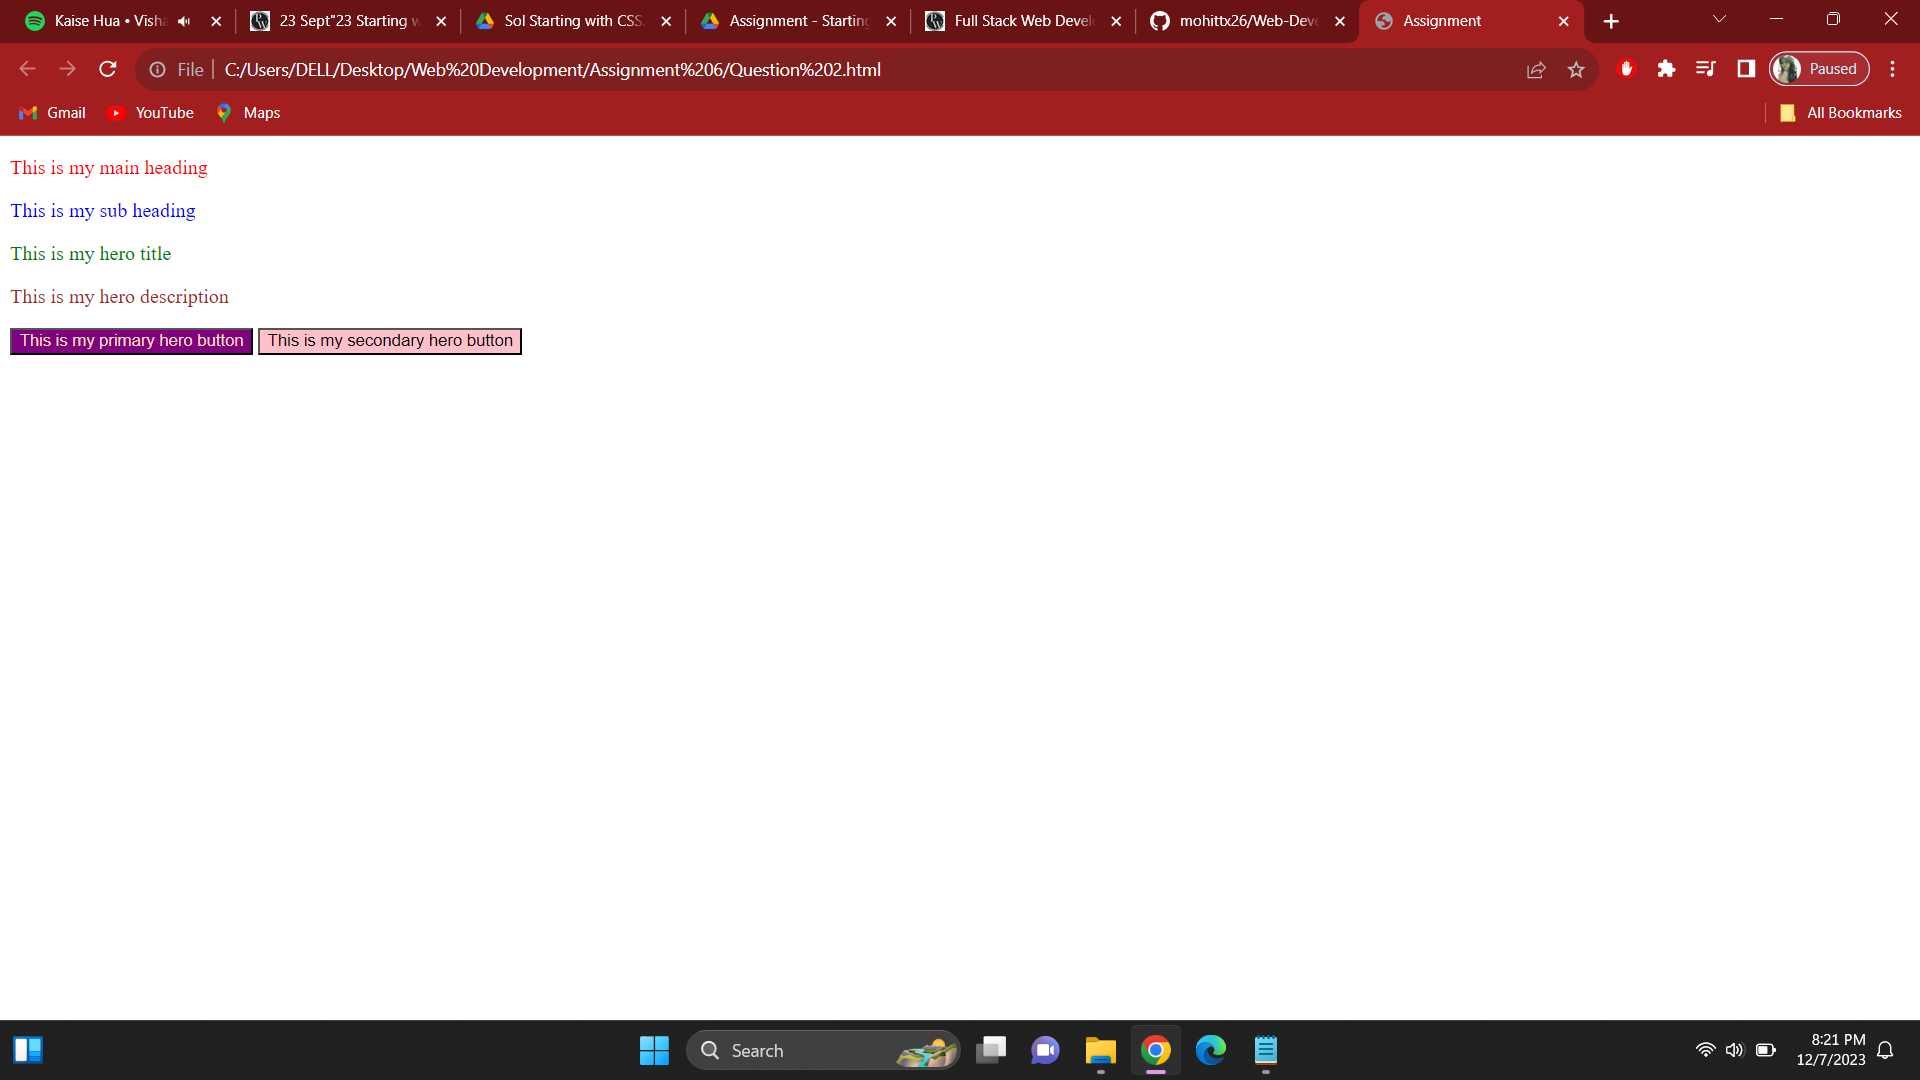 Kaise Hua • Visha
23 Sept"23 Starting w
Sol Starting with CSS
Assignment - Starting
Full Stack Web Devel
mohittx26/Web-Deve
Assignment
File
C:/Users/DELL/Desktop/Web%20Development/Assignment%206/Question%202.html
Paused
Gmail
YouTube
Maps
All Bookmarks
This is my main heading
This is my sub heading
This is my hero title
This is my hero description
This is my primary hero button
This is my secondary hero button
Search
8:21 PM
12/7/2023